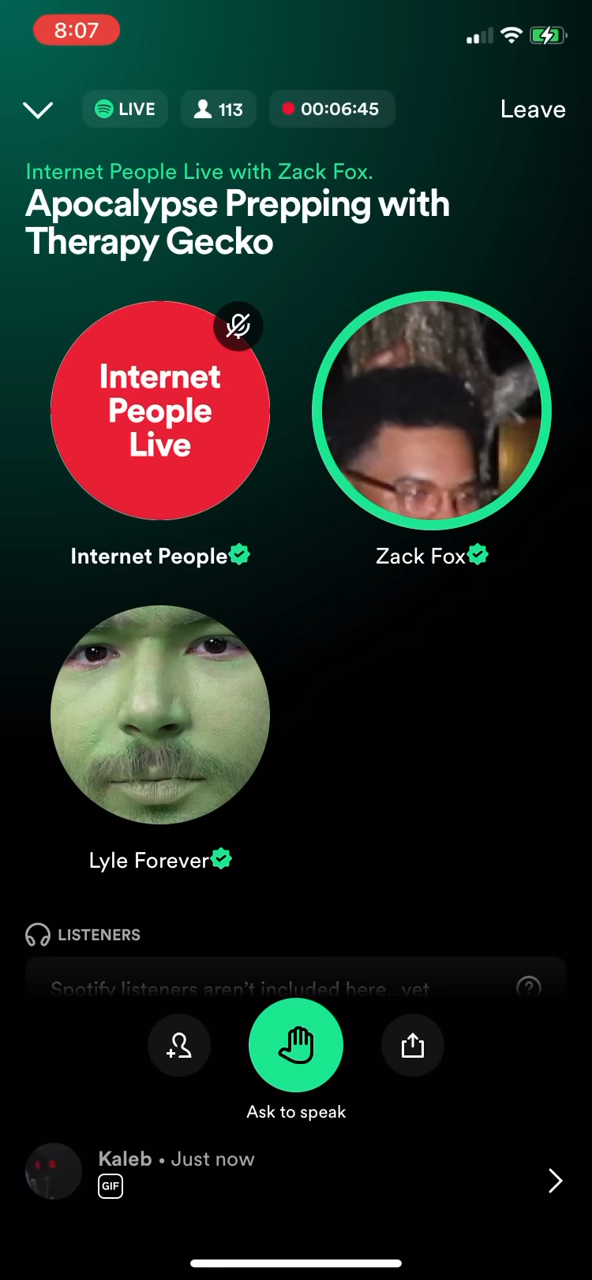 8:07
LIVE
113
00:06:45
Leave
Internet People Live with Zack Fox.
Apocalypse Prepping with
Therapy Gecko
Internet
People
Live
Internet People
Zack Fox
Lyle Forever
LISTENERS
Spotify listeners aren't included here...yet
?
Ask to speak
Kaleb • Just now
GIF